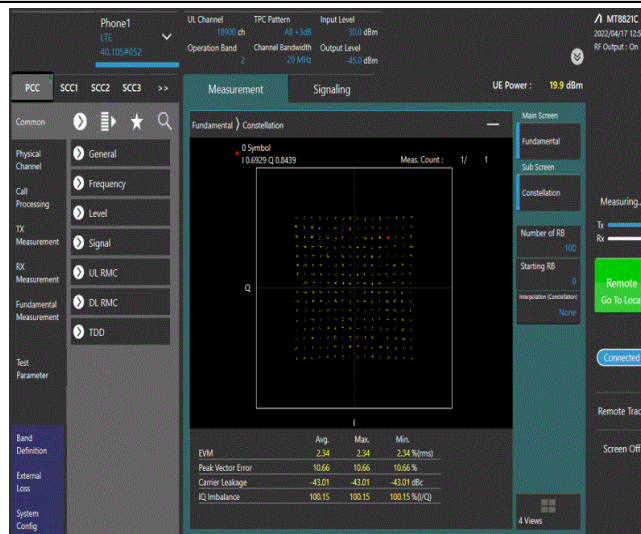 Phone1
LTE
40.105#052
UL Channel
18900 ch
TPC Pattern
All +3dB
Input Level
30.0 dBm
Operation Band
2
Channel Bandwidth
20 MHz
Output Level
-45.0 dBm
MT8821C
2022/04/17 12:5
RF Output : On
PCC SCC1 SCC2 SCC3 >>
Measurement
Signaling
UE Power : 19.9 dBm
Common
Physical
Channel
Call
Processing
TX
Measurement
RX
Measurement
Fundamental
Measurement
Test
Parameter
Band
Definition
External
Loss
System
Config
General
Frequency
Level
Signal
UL RMC
DL RMC
TDD
Fundamental 〉 Constellation
0 Symbol
I 0.6929 Q 0.8439
Meas. Count : 1/ 1
Q
I
Avg. Max. Min.
EVM 2.34 2.34 2.34 %(rms)
Peak Vector Error 10.66 10.66 10.66 %
Carrier Leakage -43.01 -43.01 -43.01 dBc
IQ Imbalance 100.15 100.15 100.15 %(I/Q)
Main Screen
Fundamental
Sub Screen
Constellation
Number of RB
100
Starting RB
0
Interpolation (Constellation)
None
4 Views
Measuring..
Tx
Rx
Remote
Go To Loca
Connected
Remote Trac
Screen Off